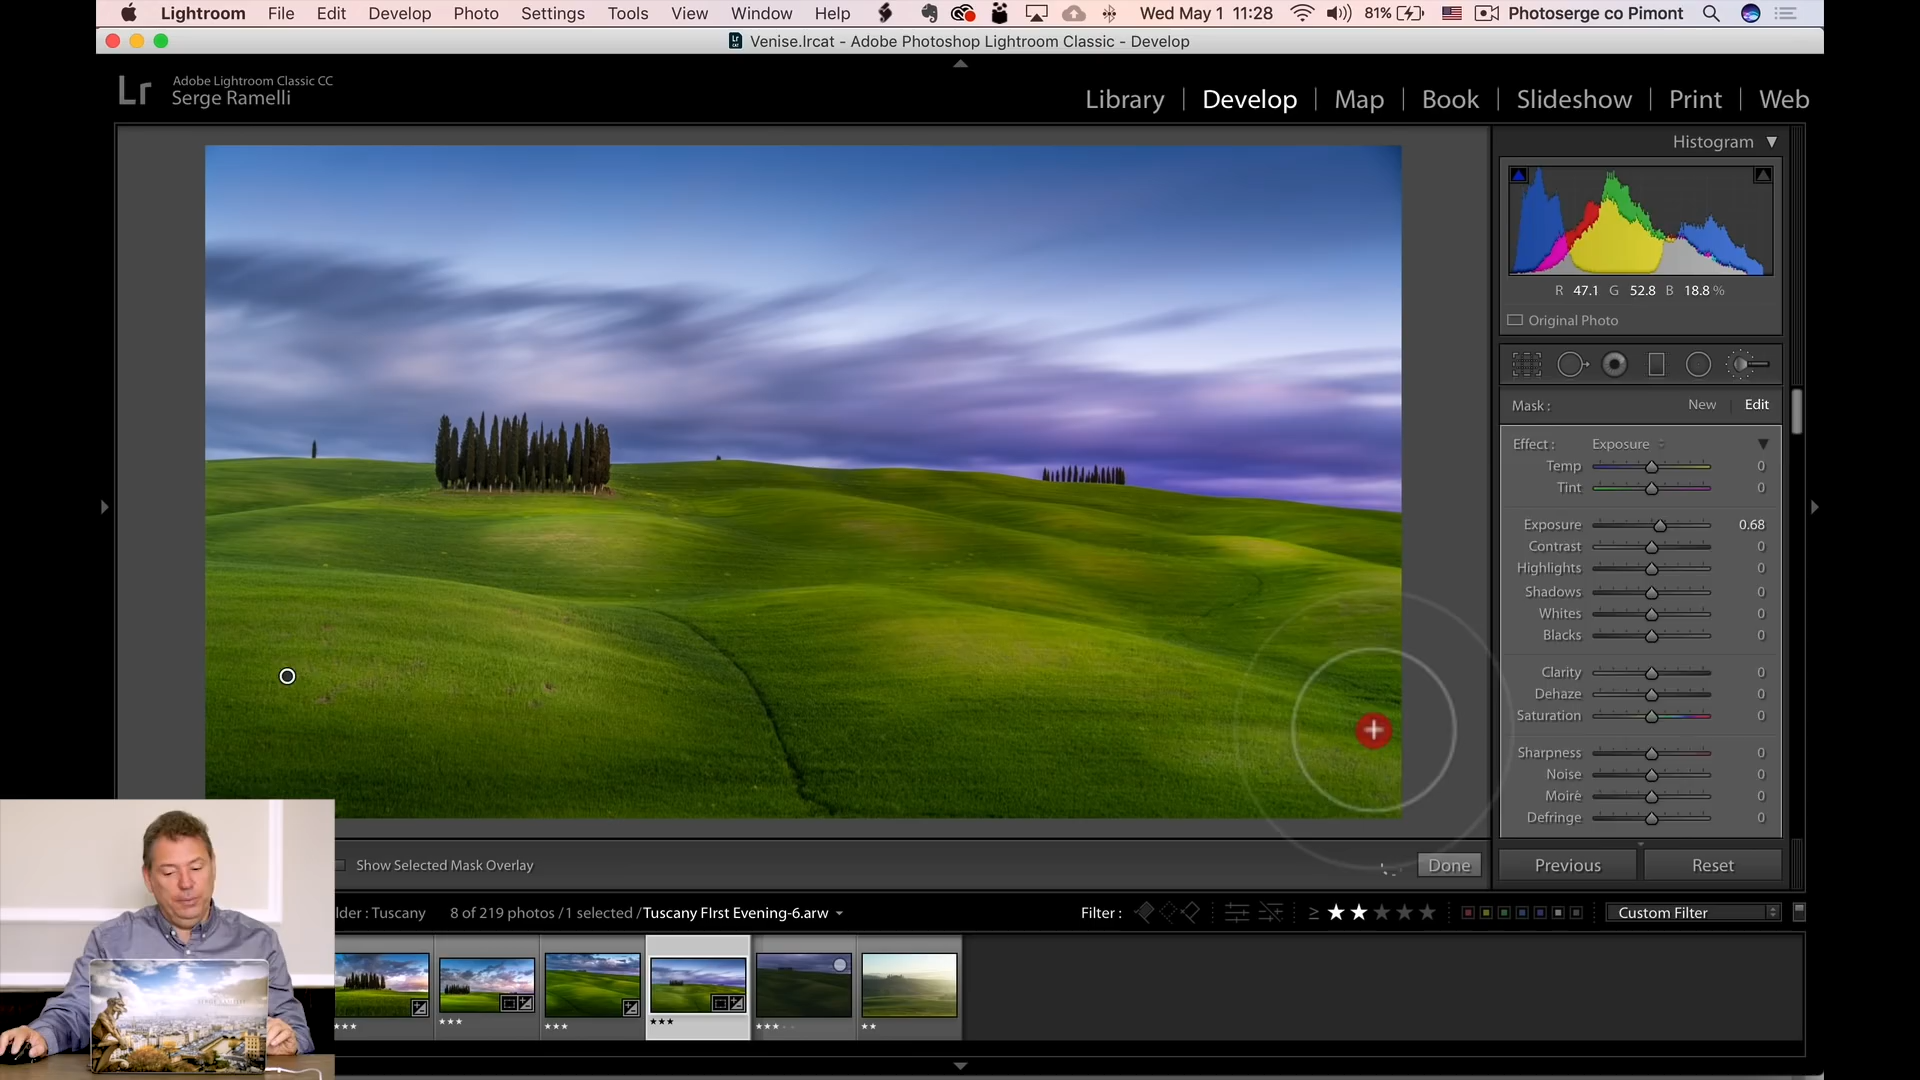 Lightroom File Edit Develop Photo Settings Tools View Window Help Wed May 1 11:28 81% Photoserge co Pimont
Venise.lrcat - Adobe Photoshop Lightroom Classic - Develop
Lr Adobe Lightroom Classic CC
Serge Ramelli
Library | Develop | Map | Book | Slideshow | Print | Web
Histogram
R 47.1 G 52.8 B 18.8 %
Original Photo
Mask : New Edit
Effect : Exposure
Temp 0
Tint 0
Exposure 0.68
Contrast 0
Highlights 0
Shadows 0
Whites 0
Blacks 0
Clarity 0
Dehaze 0
Saturation 0
Sharpness 0
Noise 0
Moiré 0
Defringe 0
Show Selected Mask Overlay Done Previous Reset
lder : Tuscany 8 of 219 photos /1 selected /Tuscany FIrst Evening-6.arw Filter : ≥ ★★★★★ Custom Filter